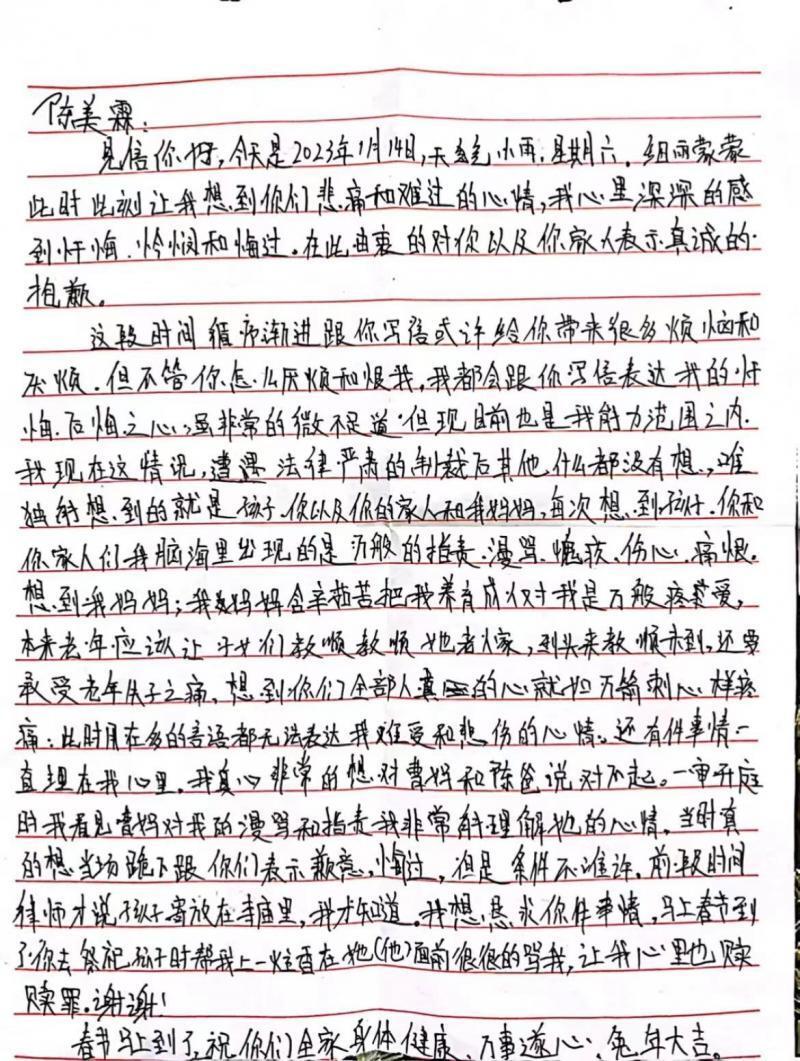 陈美霖:
见信你好,今天是2023年1月14日,天气小雨.星期六.细雨蒙蒙
此时此刻让我想到你们悲痛和难过的心情,我心里深深的感
到忏悔.怜悯和悔过.在此由衷的对你以及你家人表示真诚的
抱歉。
这段时间循序渐进跟你写信或许给你带来很多烦恼和
厌烦.但不管你怎么厌烦和恨我,我都会跟你写信表达我的忏
悔.后悔之心,虽非常的微不足道.但现目前也是我能力范围之内.
我现在这情况,遭遇法律严肃的制裁后其他什么都没有想.,唯
独能想到的就是孩子.你以及你的家人和我妈妈,每次想到孩子.你和
你家人们我脑海里出现的是万般的指责.漫骂.愧疚.伤心.痛恨.
想到我妈妈;我妈妈含辛茹苦把我养育成人对我是万般疼爱,
本来老年应该让子女们教顺教顺她老人家,到头来教顺未到,还要
承受老年失子之痛.想到你们全部人真的心就如万箭刺心样疼
痛:此时月在多的言语都无法表达我难受和悲伤的心情。还有件事情一
直埋在我心里.我真心非常的想对曹妈和陈爸说对不起。一审开庭
时我看见曹妈对我的漫骂和指责我非常能理解她的心情.当时真
的想当场跪下跟你们表示歉意,悔过,但是条件不准许.前段时间
律师才说孩子寄放在寺庙里,我才知道.我想恳求你件事情,马上春节到
了你去祭祀孩子时帮我上一炷香在她(他)面前很很的骂我,让我心里也赎
赎罪.谢谢!
春节马上到了,祝你们全家身体健康.万事遂心.兔年大吉。